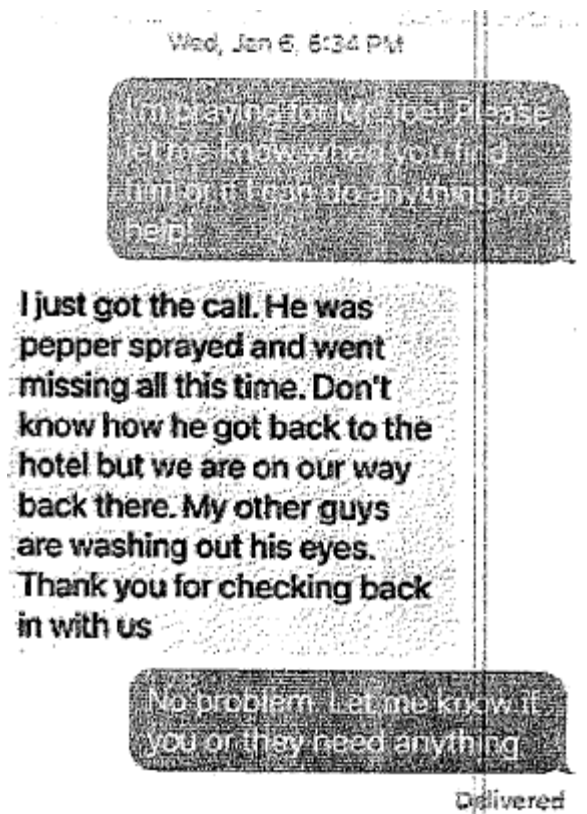 Wed, Jan 6, 6:34 PM
I'm praying for Mr. Joe! Please
let me know when you find
him or if I can do anything to
help!
I just got the call. He was
pepper sprayed and went
missing all this time. Don't
know how he got back to the
hotel but we are on our way
back there. My other guys
are washing out his eyes.
Thank you for checking back
in with us
No problem. Let me know if
you or they need anything
Delivered